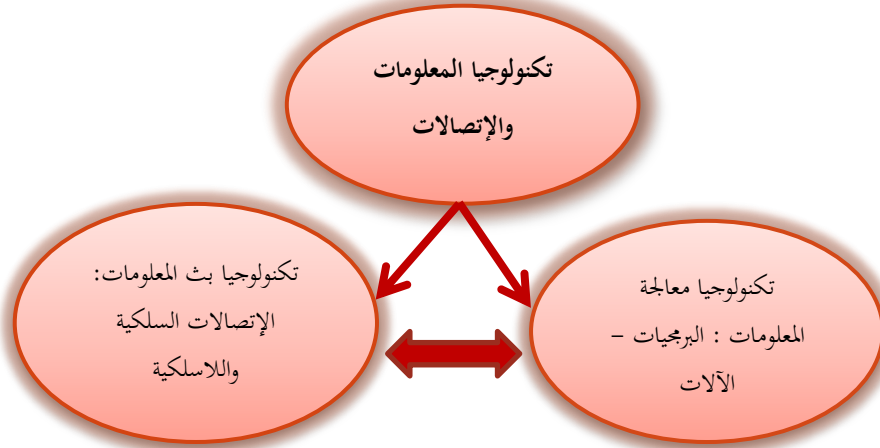 تكنولوجيا المعلومات
والإتصالات
تكنولوجيا معالجة
المعلومات : البرمجيات –
الآلات
تكنولوجيا بث المعلومات:
الإتصالات السلكية
واللاسلكية